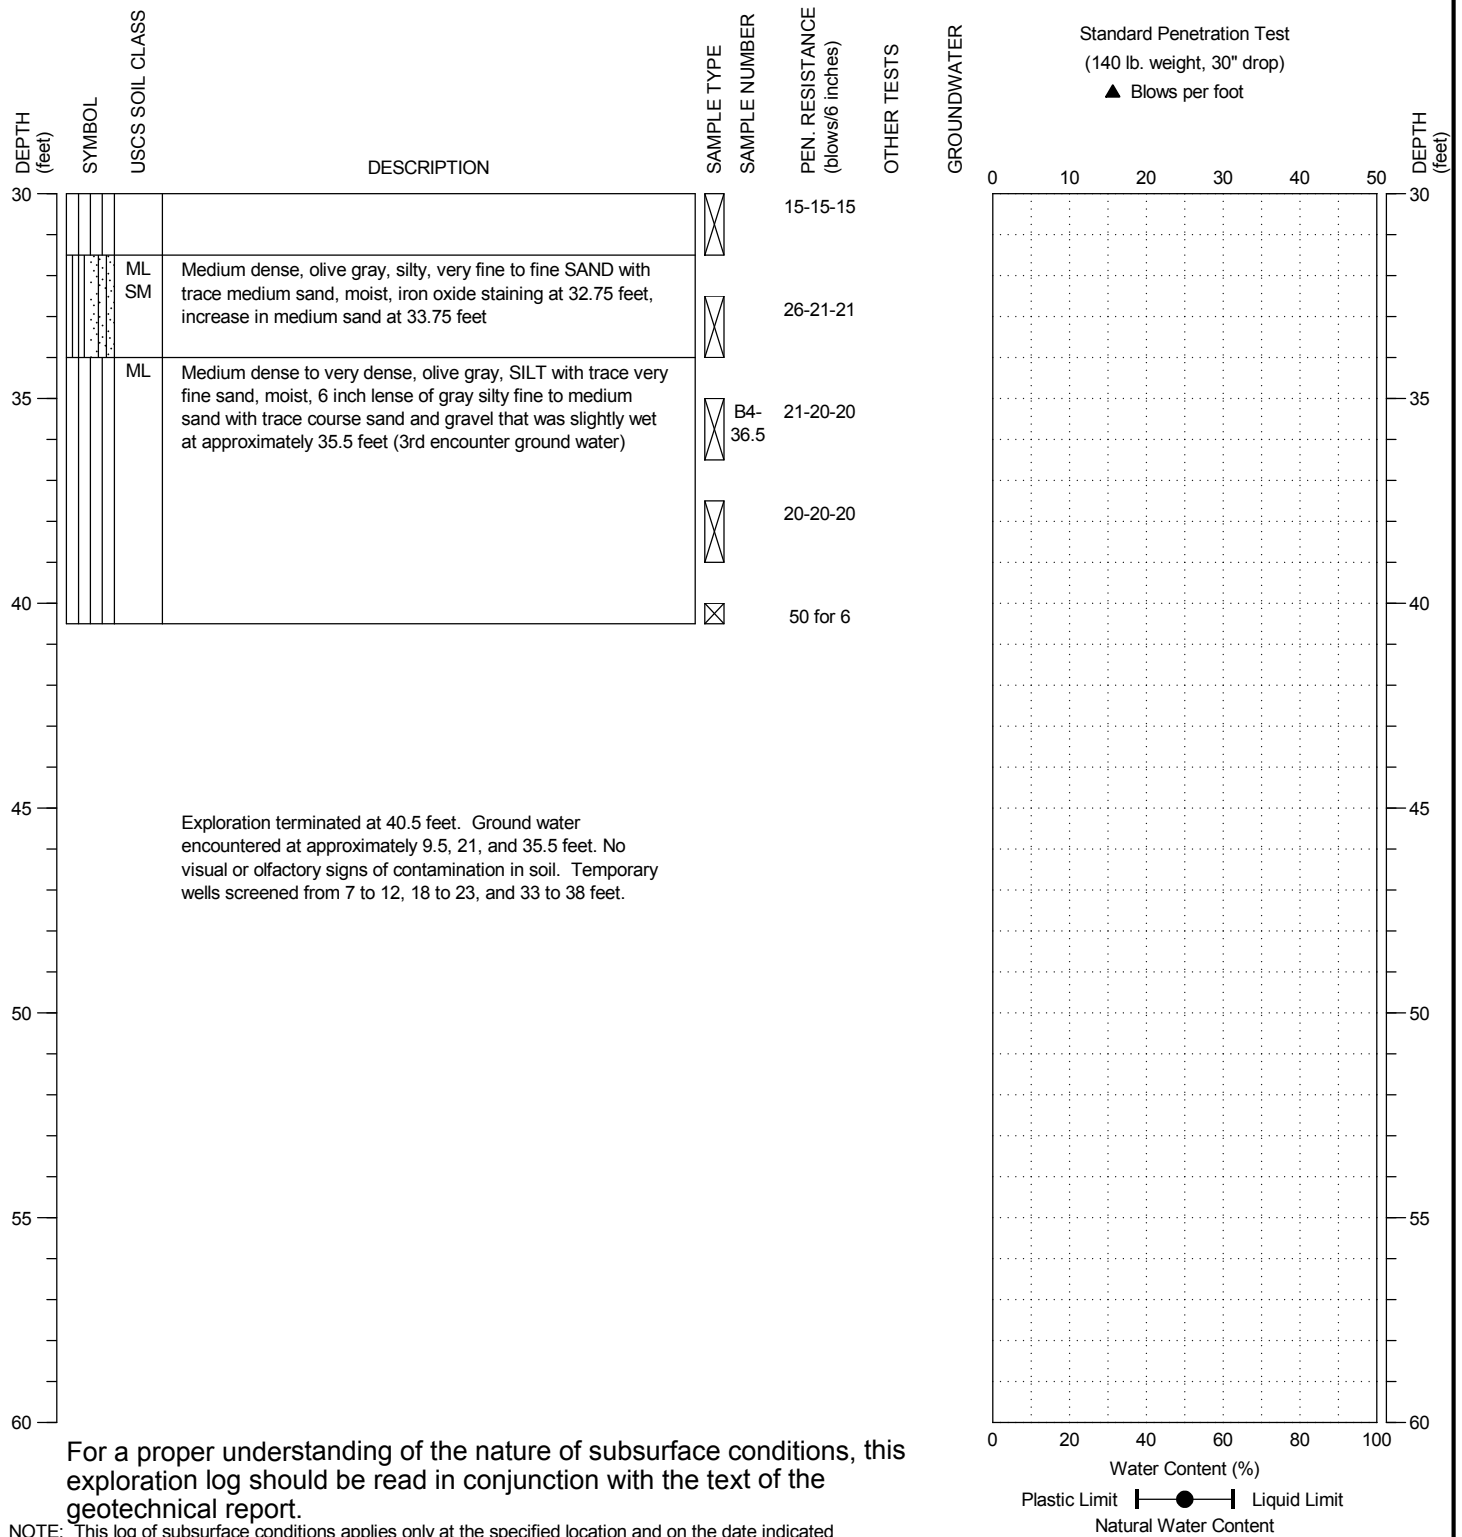 DEPTH
(feet)
SYMBOL
USCS SOIL CLASS
DESCRIPTION
SAMPLE TYPE
SAMPLE NUMBER
PEN. RESISTANCE
(blows/6 inches)
OTHER TESTS
GROUNDWATER
Standard Penetration Test
(140 lb. weight, 30" drop)
▲ Blows per foot
DEPTH
(feet)
0 10 20 30 40 50
30
30
15-15-15
ML
SM
Medium dense, olive gray, silty, very fine to fine SAND with
trace medium sand, moist, iron oxide staining at 32.75 feet,
increase in medium sand at 33.75 feet
26-21-21
ML
Medium dense to very dense, olive gray, SILT with trace very
fine sand, moist, 6 inch lense of gray silty fine to medium
sand with trace course sand and gravel that was slightly wet
at approximately 35.5 feet (3rd encounter ground water)
35
B4-
36.5
21-20-20
35
20-20-20
40
50 for 6
40
45
45
Exploration terminated at 40.5 feet. Ground water
encountered at approximately 9.5, 21, and 35.5 feet. No
visual or olfactory signs of contamination in soil. Temporary
wells screened from 7 to 12, 18 to 23, and 33 to 38 feet.
50
50
55
55
60
60
0 20 40 60 80 100
Water Content (%)
Plastic Limit Liquid Limit
Natural Water Content
For a proper understanding of the nature of subsurface conditions, this
exploration log should be read in conjunction with the text of the
geotechnical report.
NOTE: This log of subsurface conditions applies only at the specified location and on the date indicated